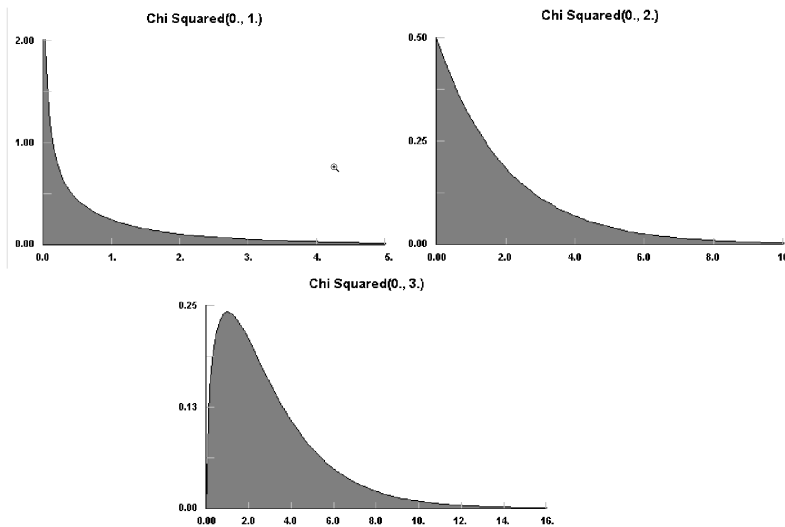 Chi Squared(0., 1.)
2.00
1.00
0.00
0.0 1. 2. 3. 4. 5.
Chi Squared(0., 2.)
0.50
0.25
0.00
0.00 2.0 4.0 6.0 8.0 10
Chi Squared(0., 3.)
0.25
0.13
0.00
0.00 2.0 4.0 6.0 8.0 10. 12. 14. 16.